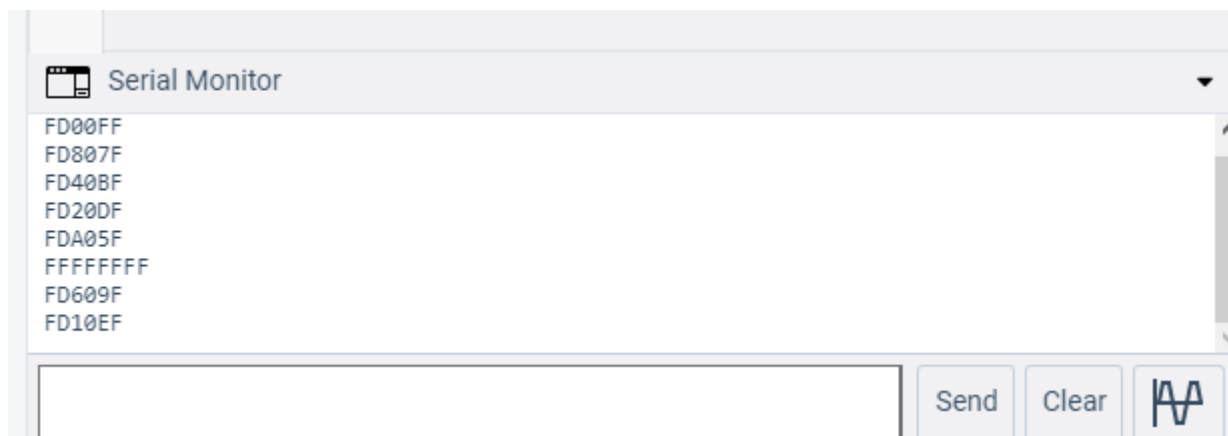 Serial Monitor
FD00FF
FD807F
FD40BF
FD20DF
FDA05F
FFFFFFFF
FD609F
FD10EF
Send Clear